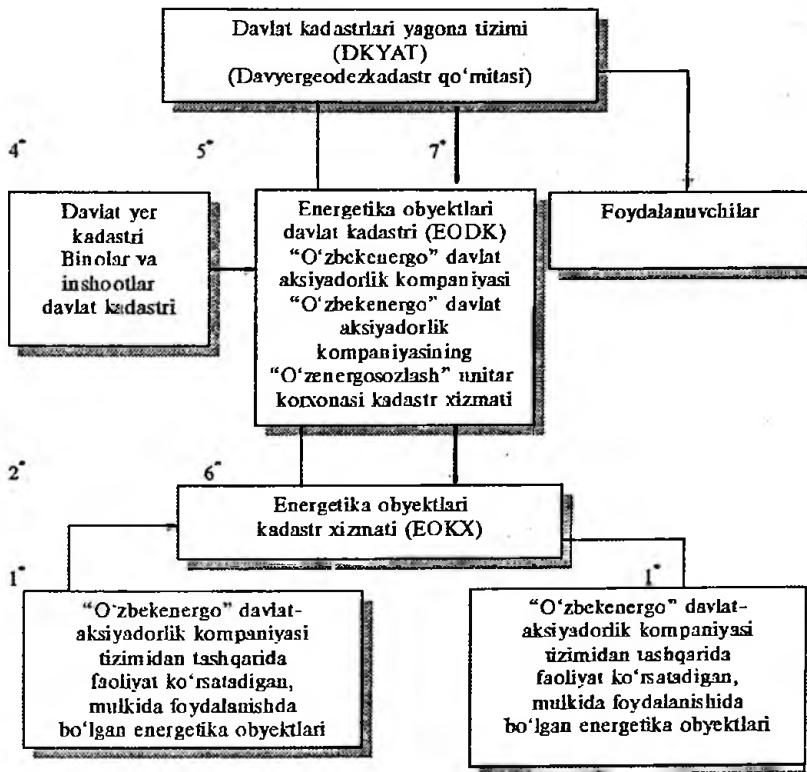 Davlat kadastrlari yagona tizimi
(DKYAT)
(Davyergeodezkadastr qo‘mitasi)
4*
5*
7*
Davlat yer
kadastri
Binolar va
inshootlar
davlat kadastri
Energetika obyektlari
davlat kadastri (EODK)
“O‘zbekenergo” davlat
aksiyadorlik kompaniyasi
“O‘zbekenergo” davlat
aksiyadorlik
kompaniyasining
“O‘zenergosozlash” unitar
korxonasi kadastr xizmati
Foydalanuvchilar
2*
6*
Energetika obyektlari
kadastr xizmati (EOKX)
1*
“O‘zbekenergo” davlat-
aksiyadorlik kompaniyasi
tizimidan tashqarida
faoliyat ko‘rsatadigan,
mulkida foydalanishda
bo‘lgan energetika obyektlari
1*
“O‘zbekenergo” davlat-
aksiyadorlik kompaniyasi
tizimidan tashqarida
faoliyat ko‘rsatadigan,
mulkida foydalanishida
bo‘lgan energetika obyektlari